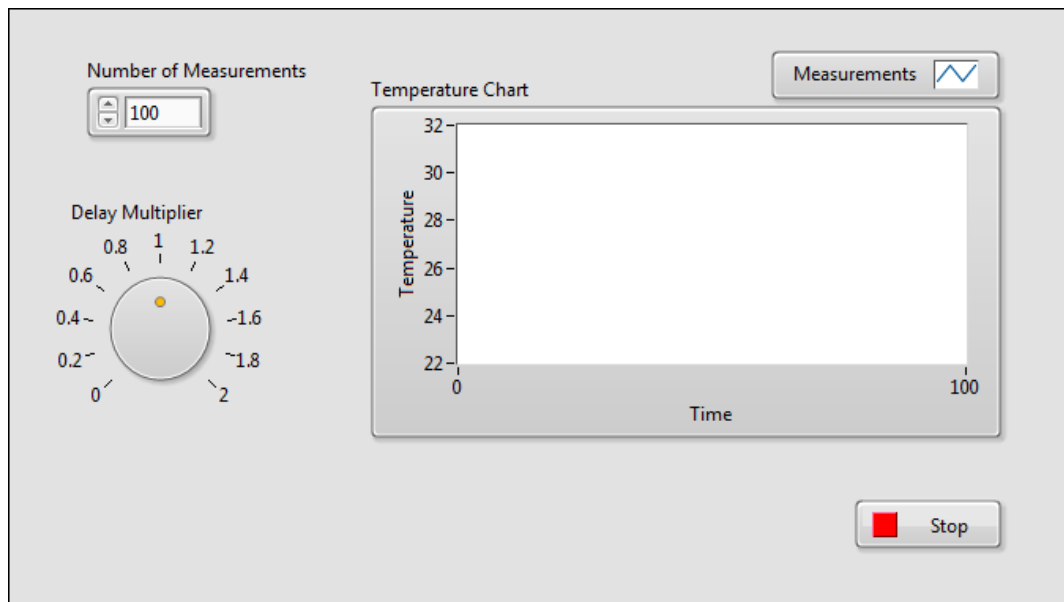 Number of Measurements
100
Delay Multiplier
0
0.2
0.4
0.6
0.8
1
1.2
1.4
1.6
1.8
2
Temperature Chart
Measurements
Temperature
32
30
28
26
24
22
0
100
Time
Stop